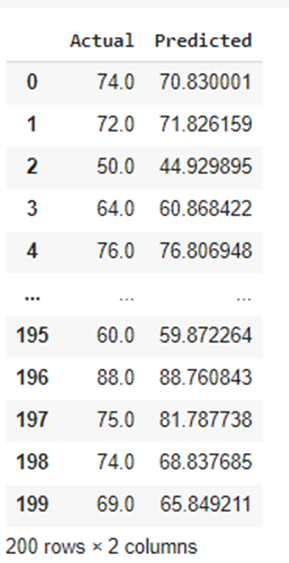 Actual Predicted
0 74.0 70.830001
1 72.0 71.826159
2 50.0 44.929895
3 64.0 60.868422
4 76.0 76.806948
... ... ...
195 60.0 59.872264
196 88.0 88.760843
197 75.0 81.787738
198 74.0 68.837685
199 69.0 65.849211
200 rows × 2 columns